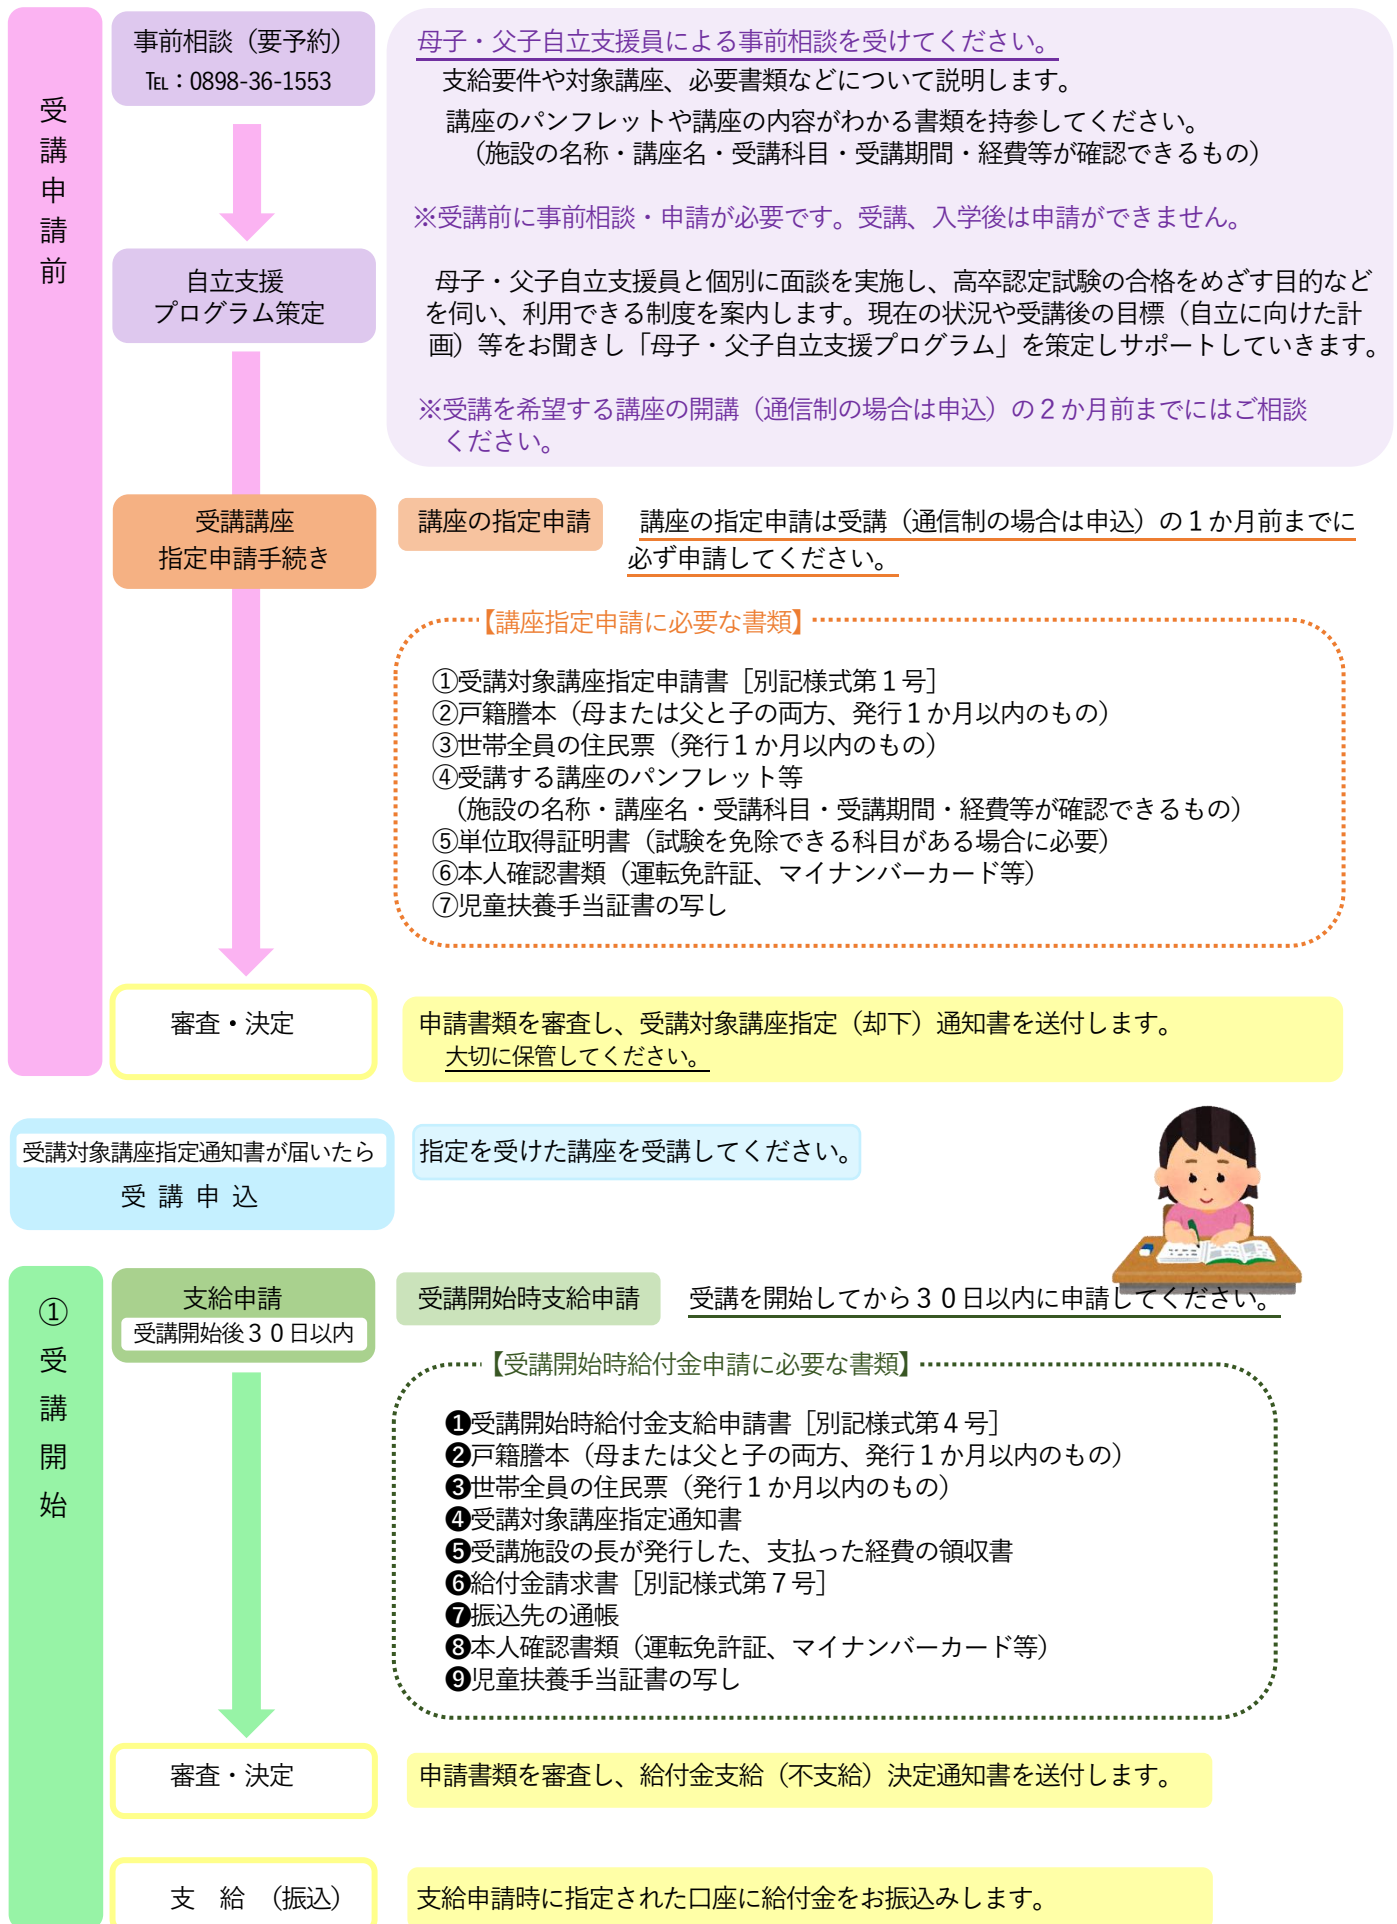 受講申請前
事前相談（要予約）
℡：0898-36-1553
母子・父子自立支援員による事前相談を受けてください。
支給要件や対象講座、必要書類などについて説明します。
講座のパンフレットや講座の内容がわかる書類を持参してください。
（施設の名称・講座名・受講科目・受講期間・経費等が確認できるもの）
※受講前に事前相談・申請が必要です。受講、入学後は申請ができません。
自立支援
プログラム策定
母子・父子自立支援員と個別に面談を実施し、高卒認定試験の合格をめざす目的など
を伺い、利用できる制度を案内します。現在の状況や受講後の目標（自立に向けた計
画）等をお聞きし「母子・父子自立支援プログラム」を策定しサポートしていきます。
※受講を希望する講座の開講（通信制の場合は申込）の２か月前までにはご相談
ください。
受講講座
指定申請手続き
講座の指定申請
講座の指定申請は受講（通信制の場合は申込）の１か月前までに
必ず申請してください。
【講座指定申請に必要な書類】
①受講対象講座指定申請書［別記様式第１号］
②戸籍謄本（母または父と子の両方、発行１か月以内のもの）
③世帯全員の住民票（発行１か月以内のもの）
④受講する講座のパンフレット等
（施設の名称・講座名・受講科目・受講期間・経費等が確認できるもの）
⑤単位取得証明書（試験を免除できる科目がある場合に必要）
⑥本人確認書類（運転免許証、マイナンバーカード等）
⑦児童扶養手当証書の写し
審査・決定
申請書類を審査し、受講対象講座指定（却下）通知書を送付します。
大切に保管してください。
受講対象講座指定通知書が届いたら
受 講 申 込
指定を受けた講座を受講してください。
①受講開始
支給申請
受講開始後３０日以内
受講開始時支給申請
受講を開始してから３０日以内に申請してください。
【受講開始時給付金申請に必要な書類】
❶受講開始時給付金支給申請書［別記様式第４号］
❷戸籍謄本（母または父と子の両方、発行１か月以内のもの）
❸世帯全員の住民票（発行１か月以内のもの）
❹受講対象講座指定通知書
❺受講施設の長が発行した、支払った経費の領収書
❻給付金請求書［別記様式第７号］
❼振込先の通帳
❽本人確認書類（運転免許証、マイナンバーカード等）
❾児童扶養手当証書の写し
審査・決定
申請書類を審査し、給付金支給（不支給）決定通知書を送付します。
支　給　（振込）
支給申請時に指定された口座に給付金をお振込みします。